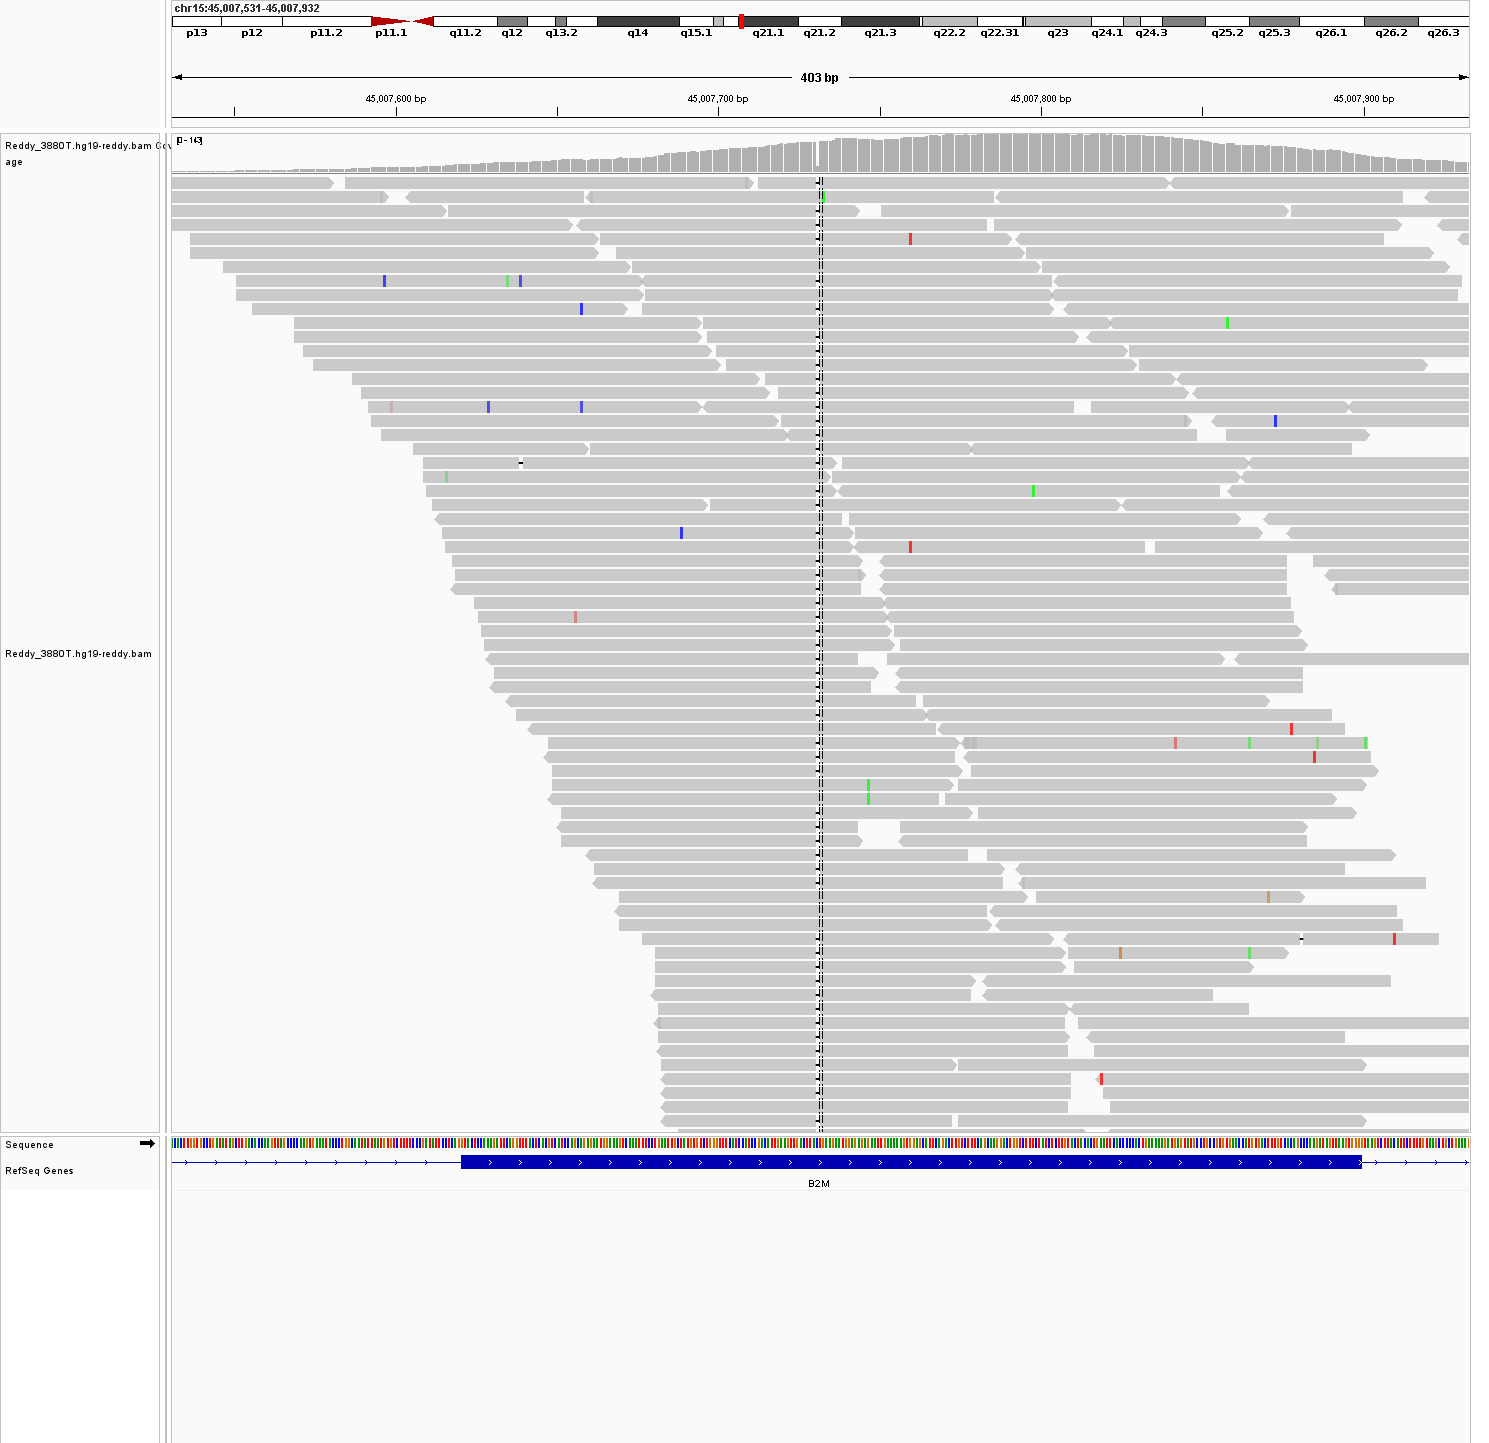 chr15:45,007,531-45,007,932
p13 p12 p11.2 p11.1 q11.2 q12 q13.2 q14 q15.1 q21.1 q21.2 q21.3 q22.2 q22.31 q23 q24.1 q24.3 q25.2 q25.3 q26.1 q26.2 q26.3
403 bp
45,007,600 bp 45,007,700 bp 45,007,800 bp 45,007,900 bp
Reddy_3880T.hg19-reddy.bam Cov
age
[0 - 143]
Reddy_3880T.hg19-reddy.bam
Sequence
RefSeq Genes
B2M